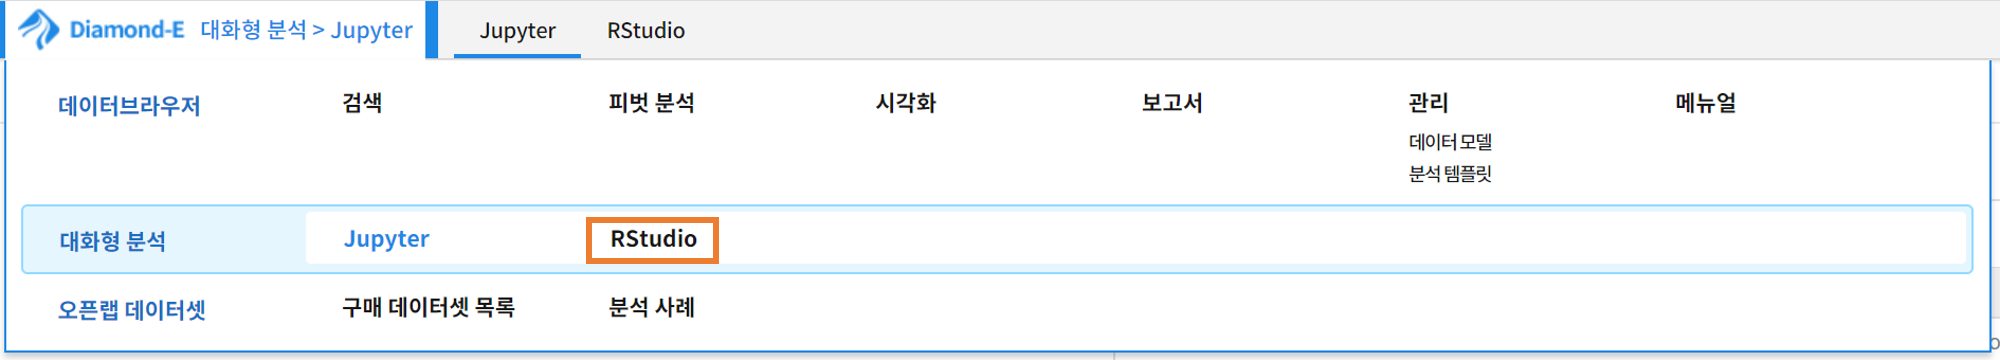 Diamond-E 대화형 분석 > Jupyter Jupyter RStudio
데이터브라우저 검색 피벗 분석 시각화 보고서 관리 메뉴얼
데이터 모델
분석 템플릿
대화형 분석 Jupyter RStudio
오픈랩 데이터셋 구매 데이터셋 목록 분석 사례